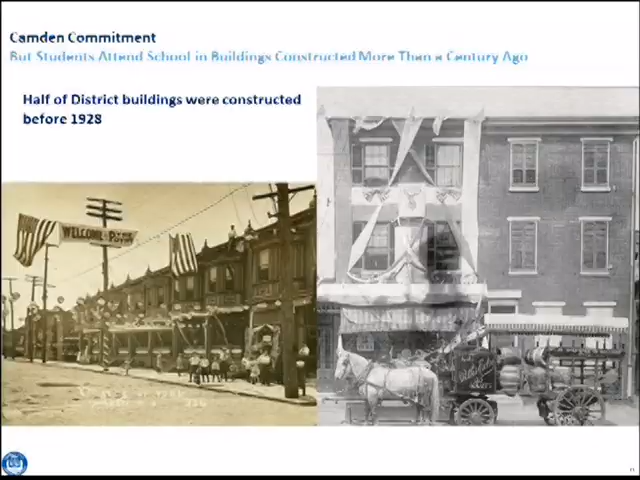 Camden Commitment
But Students Attend School in Buildings Constructed More Than a Century Ago
Half of District buildings were constructed
before 1928
WELCOME